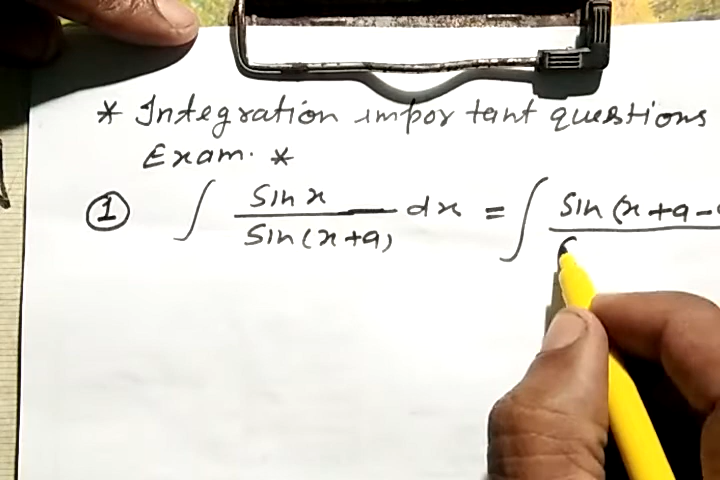 * Integration important questions
Exam. *
① ∫ Sin x / Sin(x+a) dx = ∫ Sin (x+a-